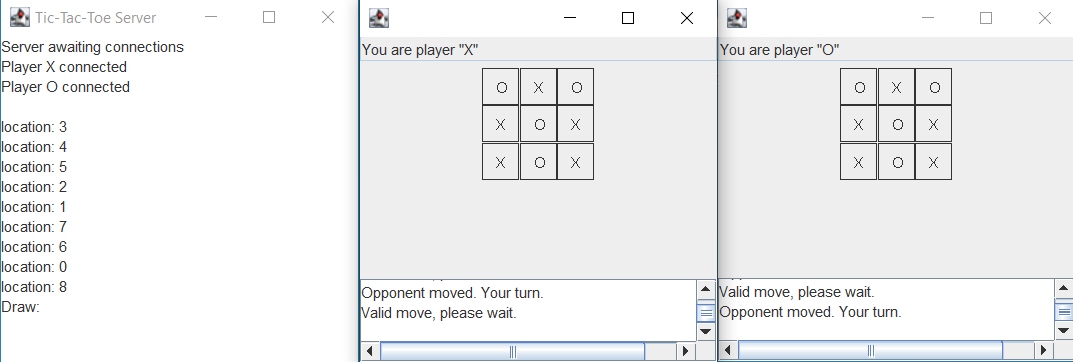 Tic-Tac-Toe Server
Server awaiting connections
Player X connected
Player O connected
location: 3
location: 4
location: 5
location: 2
location: 1
location: 7
location: 6
location: 0
location: 8
Draw:
You are player "X"
O X O
X O X
X O X
Opponent moved. Your turn.
Valid move, please wait.
You are player "O"
O X O
X O X
X O X
Valid move, please wait.
Opponent moved. Your turn.